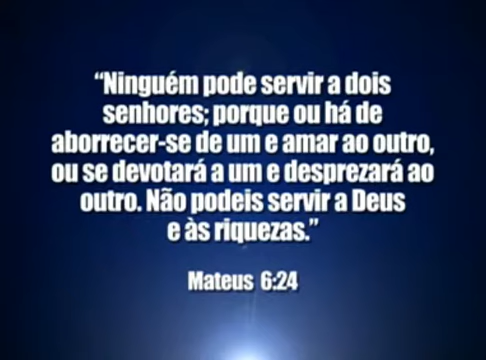 “Ninguém pode servir a dois
senhores; porque ou há de
aborrecer-se de um e amar ao outro,
ou se devotará a um e desprezará ao
outro. Não podeis servir a Deus
e às riquezas.”
Mateus 6:24